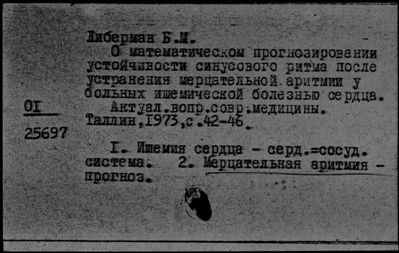 Либерман Б.М.
О математическом прогнозировании
устойчивости синусового ритма после
устранения мерцательной аритмии у
больных ишемической болезнью сердца.
Актуал.вопр.совр.медицины.
Таллин,1973,с.42-46.
01
25697
1. Ишемия сердца - серд.=сосуд.
система. 2. Мерцательная аритмия -
прогноз.